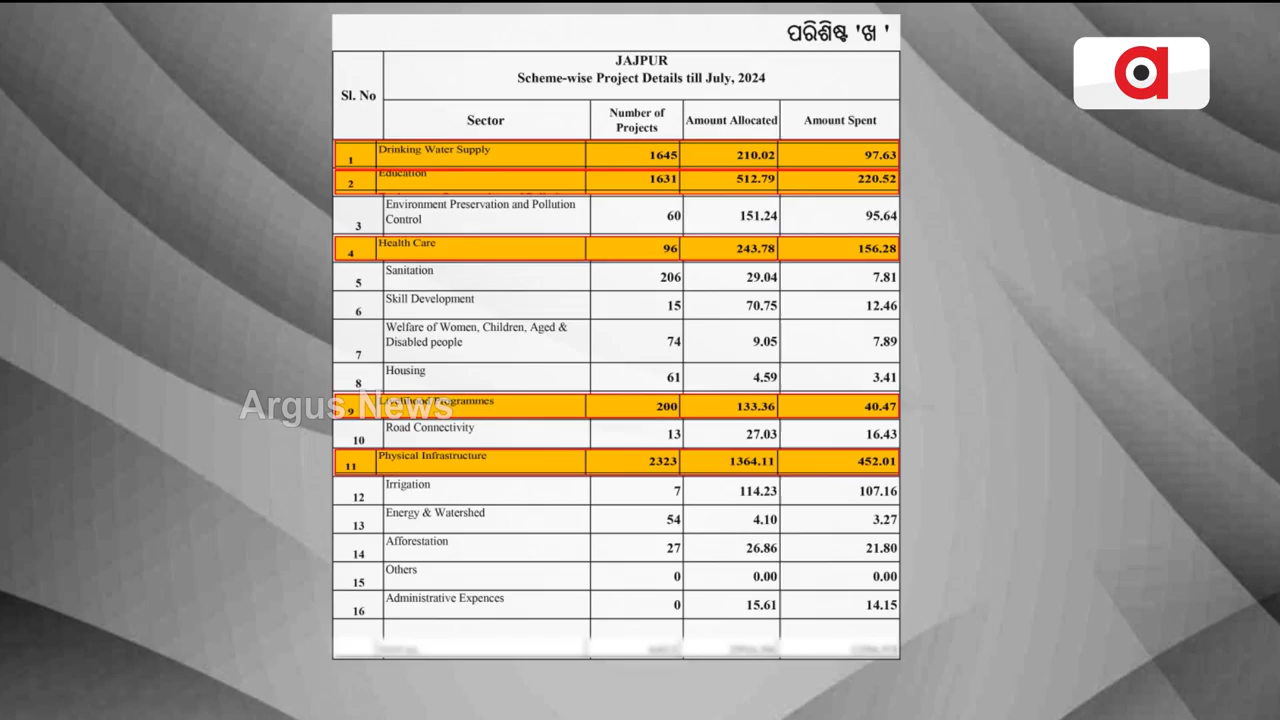 ପରିଶିଷ୍ଟ 'ଖ '
JAJPUR
Scheme-wise Project Details till July, 2024
Sl. No
Sector
Number of
Projects
Amount Allocated
Amount Spent
1 Drinking Water Supply 1645 210.02 97.63
2 Education 1631 512.79 220.52
3 Environment Preservation and Pollution
Control 60 151.24 95.64
4 Health Care 96 243.78 156.28
5 Sanitation 206 29.04 7.81
6 Skill Development 15 70.75 12.46
7 Welfare of Women, Children, Aged &
Disabled people 74 9.05 7.89
8 Housing 61 4.59 3.41
9 Livelihood Programmes 200 133.36 40.47
Argus News
10 Road Connectivity 13 27.03 16.43
11 Physical Infrastructure 2323 1364.11 452.01
12 Irrigation 7 114.23 107.16
13 Energy & Watershed 54 4.10 3.27
14 Afforestation 27 26.86 21.80
15 Others 0 0.00 0.00
16 Administrative Expences 0 15.61 14.15